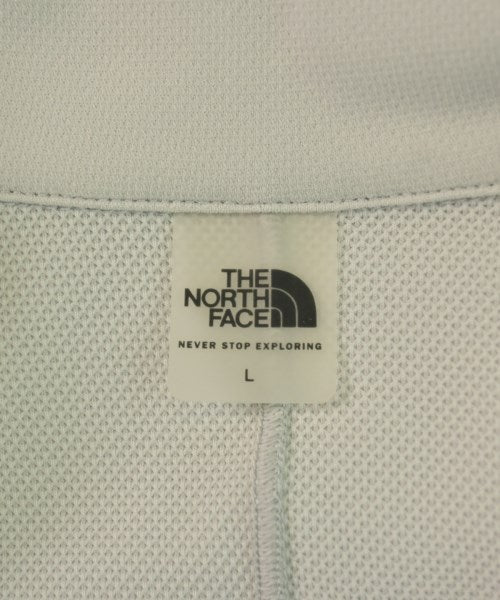 THE
NORTH
FACE
NEVER STOP EXPLORING
L